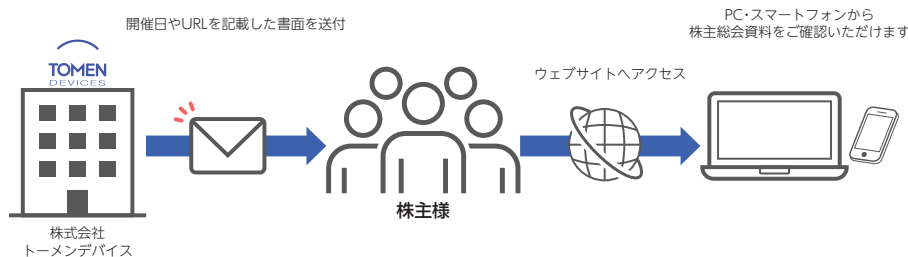 開催日やURLを記載した書面を送付
TOMEN
DEVICES
株式会社
トーメンデバイス
株主様
ウェブサイトへアクセス
PC・スマートフォンから
株主総会資料をご確認いただけます